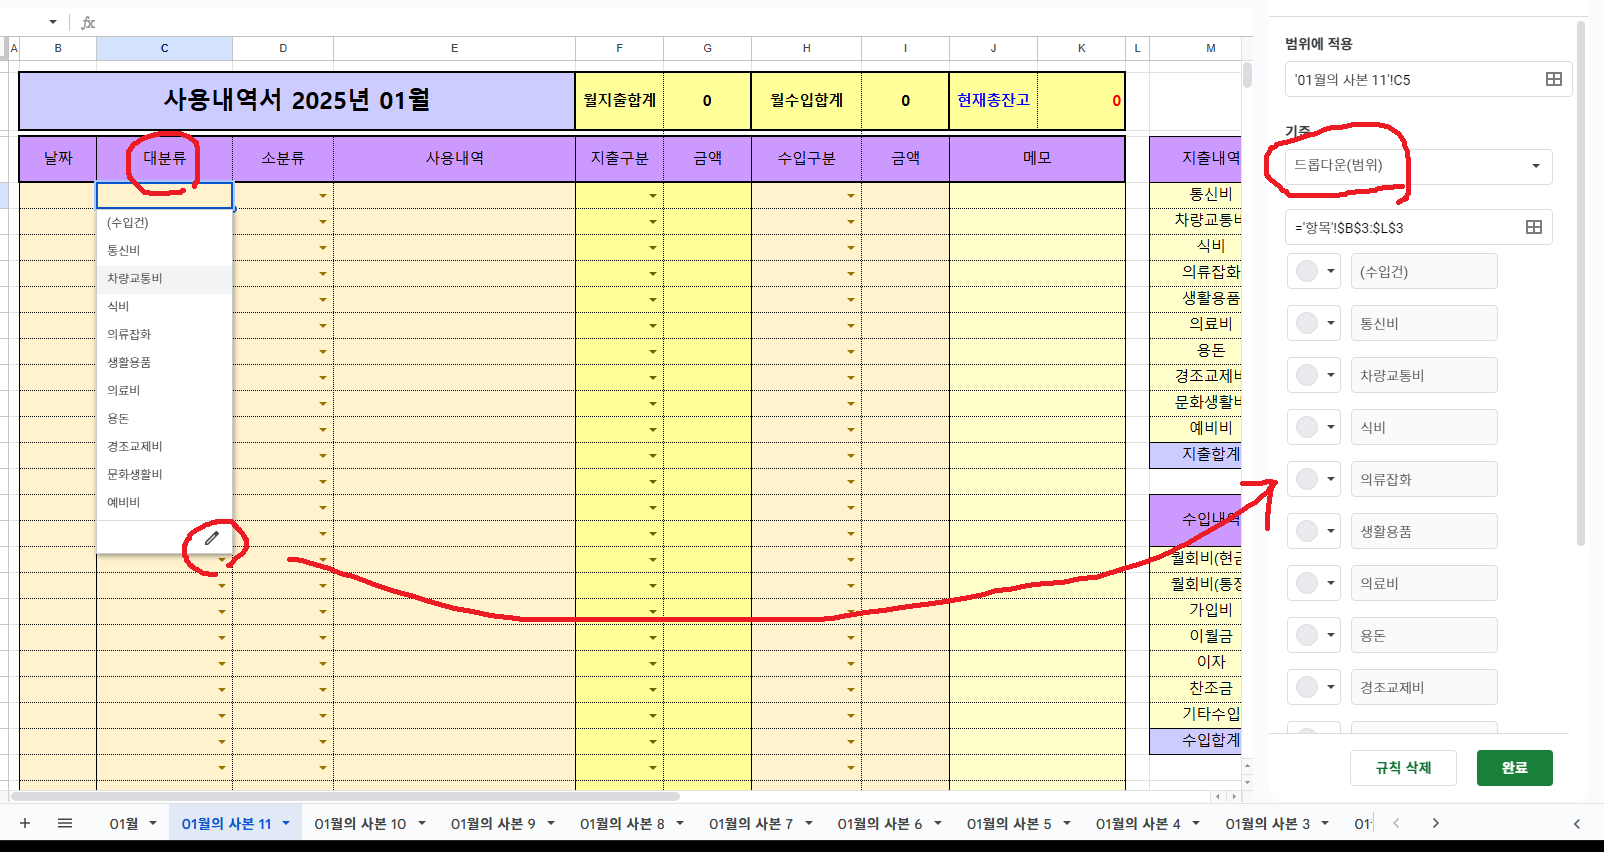 fx
A B C D E F G H I J K L M
사용내역서 2025년 01월 월지출합계 0 월수입합계 0 현재총잔고 0
날짜 대분류 소분류 사용내역 지출구분 금액 수입구분 금액 메모 지출내역
(수입건)
통신비
차량교통비
식비
의류잡화
생활용품
의료비
용돈
경조교제비
문화생활비
예비비
통신비
차량교통비
식비
의류잡화
생활용품
의료비
용돈
경조교제비
문화생활비
예비비
지출합계
수입내역
월회비(현금
월회비(통장
가입비
이월금
이자
찬조금
기타수입
수입합계
범위에 적용
'01월의 사본 11'!C5
기준
드롭다운(범위)
='항목'!$B$3:$L$3
(수입건)
통신비
차량교통비
식비
의류잡화
생활용품
의료비
용돈
경조교제비
규칙 삭제 완료
01월 01월의 사본 11 01월의 사본 10 01월의 사본 9 01월의 사본 8 01월의 사본 7 01월의 사본 6 01월의 사본 5 01월의 사본 4 01월의 사본 3 01